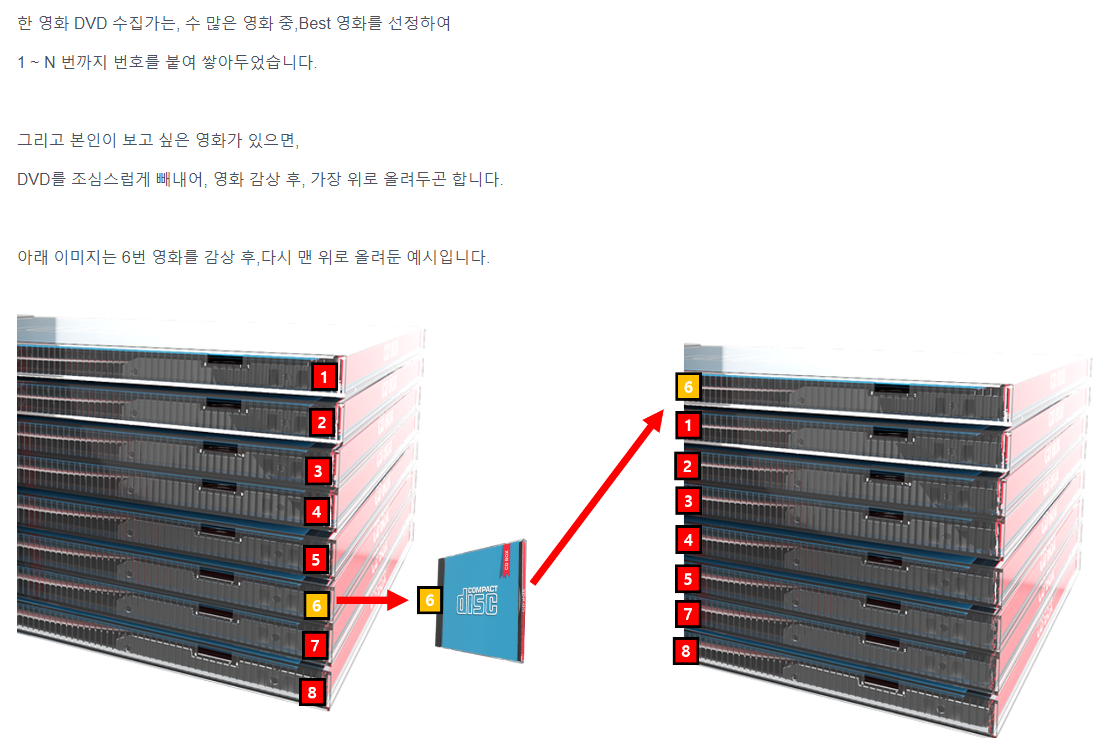 한 영화 DVD 수집가는, 수 많은 영화 중,Best 영화를 선정하여
1 ~ N 번까지 번호를 붙여 쌓아두었습니다.
그리고 본인이 보고 싶은 영화가 있으면,
DVD를 조심스럽게 빼내어, 영화 감상 후, 가장 위로 올려두곤 합니다.
아래 이미지는 6번 영화를 감상 후,다시 맨 위로 올려둔 예시입니다.
1
2
3
4
5
6
7
8
6
CD BOX
COMPACT
disc
6
1
2
3
4
5
7
8